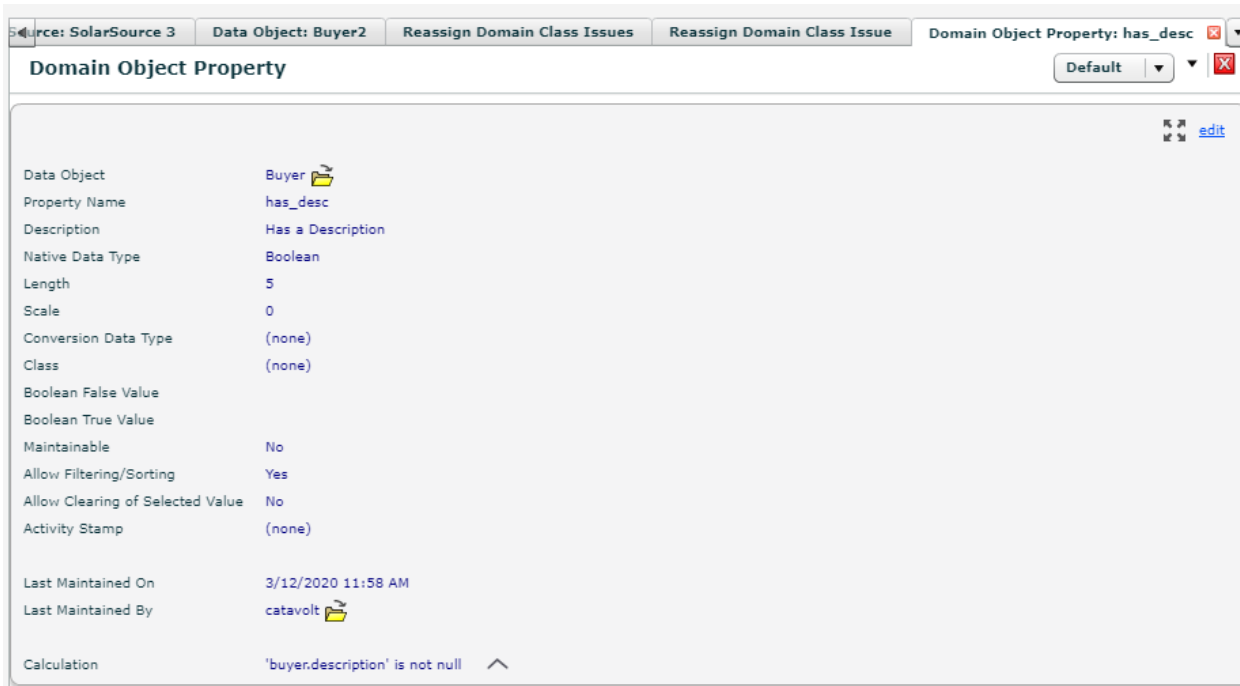 Source: SolarSource 3 Data Object: Buyer2 Reassign Domain Class Issues Reassign Domain Class Issue Domain Object Property: has_desc
Domain Object Property
Default
edit
Data Object Buyer
Property Name has_desc
Description Has a Description
Native Data Type Boolean
Length 5
Scale 0
Conversion Data Type (none)
Class (none)
Boolean False Value
Boolean True Value
Maintainable No
Allow Filtering/Sorting Yes
Allow Clearing of Selected Value No
Activity Stamp (none)
Last Maintained On 3/12/2020 11:58 AM
Last Maintained By catavolt
Calculation 'buyer.description' is not null